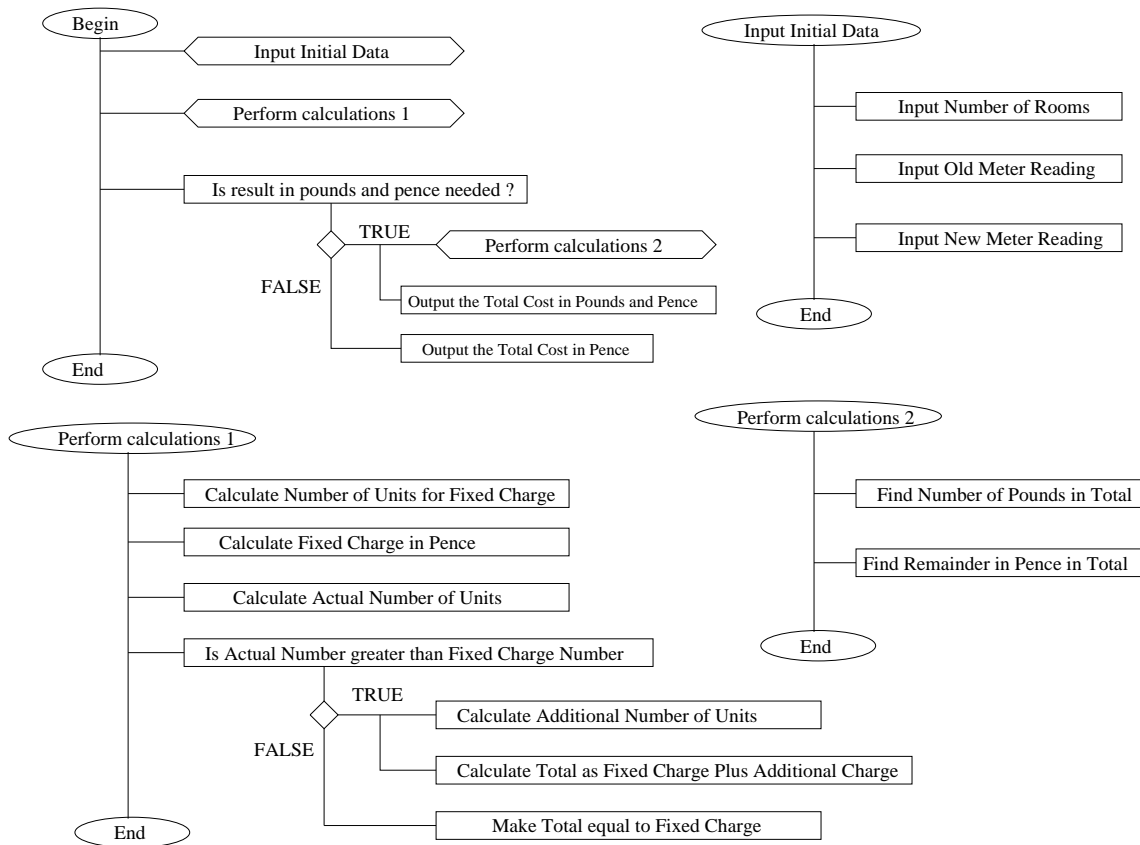 Begin
Input Initial Data
Perform calculations 1
Is result in pounds and pence needed ?
TRUE
Perform calculations 2
FALSE
Output the Total Cost in Pounds and Pence
Output the Total Cost in Pence
End
Input Initial Data
Input Number of Rooms
Input Old Meter Reading
Input New Meter Reading
End
Perform calculations 1
Calculate Number of Units for Fixed Charge
Calculate Fixed Charge in Pence
Calculate Actual Number of Units
Is Actual Number greater than Fixed Charge Number
TRUE
Calculate Additional Number of Units
FALSE
Calculate Total as Fixed Charge Plus Additional Charge
Make Total equal to Fixed Charge
End
Perform calculations 2
Find Number of Pounds in Total
Find Remainder in Pence in Total
End